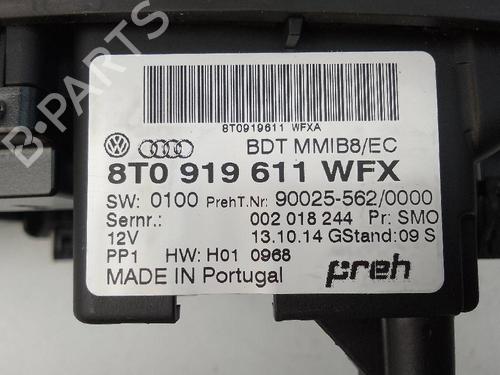 8T0919611 WFXA
BDT MMIB8/EC
8T0 919 611 WFX
SW: 0100 PrehT.Nr: 90025-562/0000
Sernr.: 002 018 244 Pr: SMO
12V 13.10.14 GStand: 09 S
PP1 HW: H01 0968
MADE IN Portugal preh